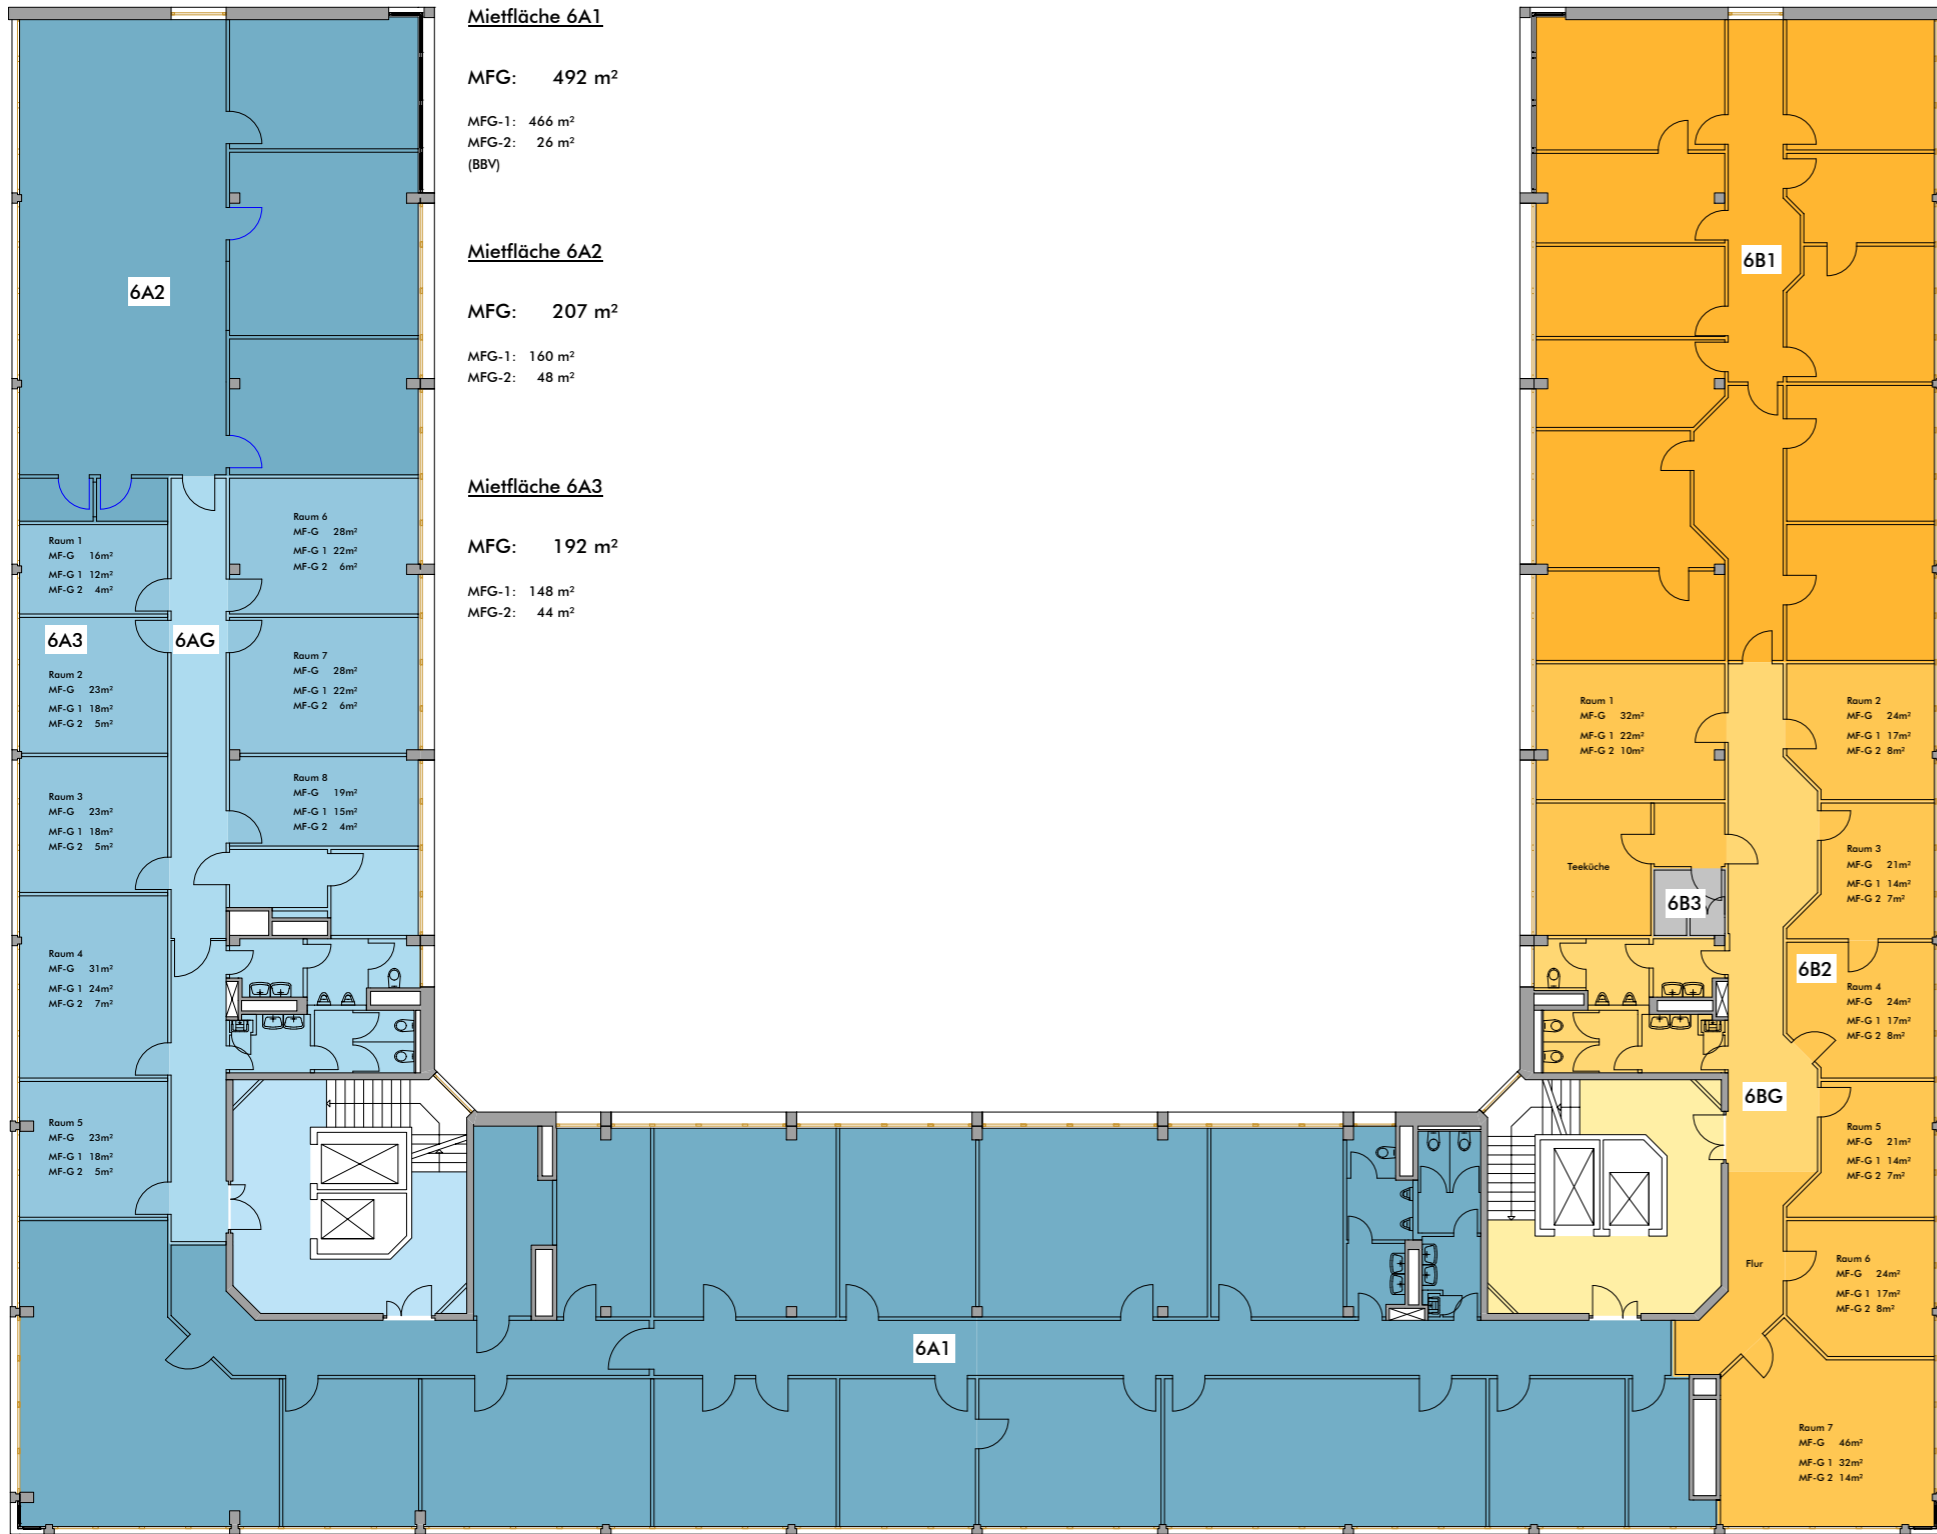 Mietfläche 6A1
MFG: 492 m²
MFG-1: 466 m²
MFG-2: 26 m²
(BBV)
Mietfläche 6A2
MFG: 207 m²
MFG-1: 160 m²
MFG-2: 48 m²
Mietfläche 6A3
MFG: 192 m²
MFG-1: 148 m²
MFG-2: 44 m²
6A2
Raum 1
MF-G 16m²
MF-G 1 12m²
MF-G 2 4m²
6A3
Raum 2
MF-G 23m²
MF-G 1 18m²
MF-G 2 5m²
Raum 3
MF-G 23m²
MF-G 1 18m²
MF-G 2 5m²
Raum 4
MF-G 31m²
MF-G 1 24m²
MF-G 2 7m²
Raum 5
MF-G 23m²
MF-G 1 18m²
MF-G 2 5m²
6AG
Raum 6
MF-G 28m²
MF-G 1 22m²
MF-G 2 6m²
Raum 7
MF-G 28m²
MF-G 1 22m²
MF-G 2 6m²
Raum 8
MF-G 19m²
MF-G 1 15m²
MF-G 2 4m²
6A1
6B1
Raum 1
MF-G 32m²
MF-G 1 22m²
MF-G 2 10m²
Teeküche
6B3
Raum 2
MF-G 24m²
MF-G 1 17m²
MF-G 2 8m²
Raum 3
MF-G 21m²
MF-G 1 14m²
MF-G 2 7m²
6B2
Raum 4
MF-G 24m²
MF-G 1 17m²
MF-G 2 8m²
6BG
Raum 5
MF-G 21m²
MF-G 1 14m²
MF-G 2 7m²
Flur
Raum 6
MF-G 24m²
MF-G 1 17m²
MF-G 2 8m²
Raum 7
MF-G 46m²
MF-G 1 32m²
MF-G 2 14m²